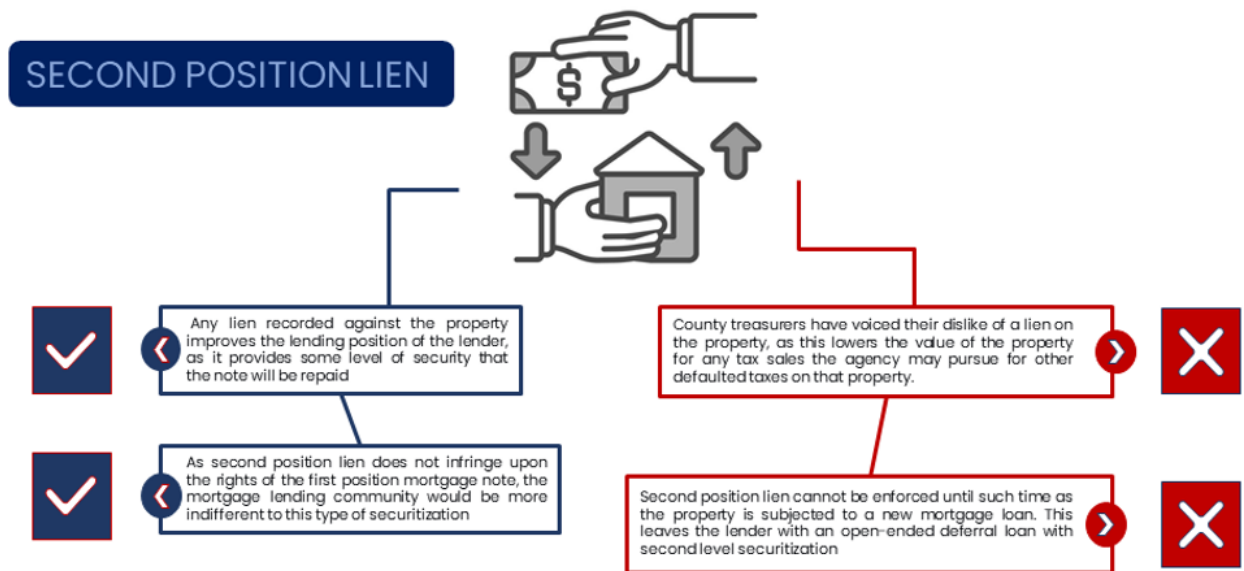 SECOND POSITION LIEN
$
Any lien recorded against the property
improves the lending position of the lender,
as it provides some level of security that
the note will be repaid
As second position lien does not infringe upon
the rights of the first position mortgage note, the
mortgage lending community would be more
indifferent to this type of securitization
County treasurers have voiced their dislike of a lien on
the property, as this lowers the value of the property
for any tax sales the agency may pursue for other
defaulted taxes on that property.
Second position lien cannot be enforced until such time as
the property is subjected to a new mortgage loan. This
leaves the lender with an open-ended deferral loan with
second level securitization